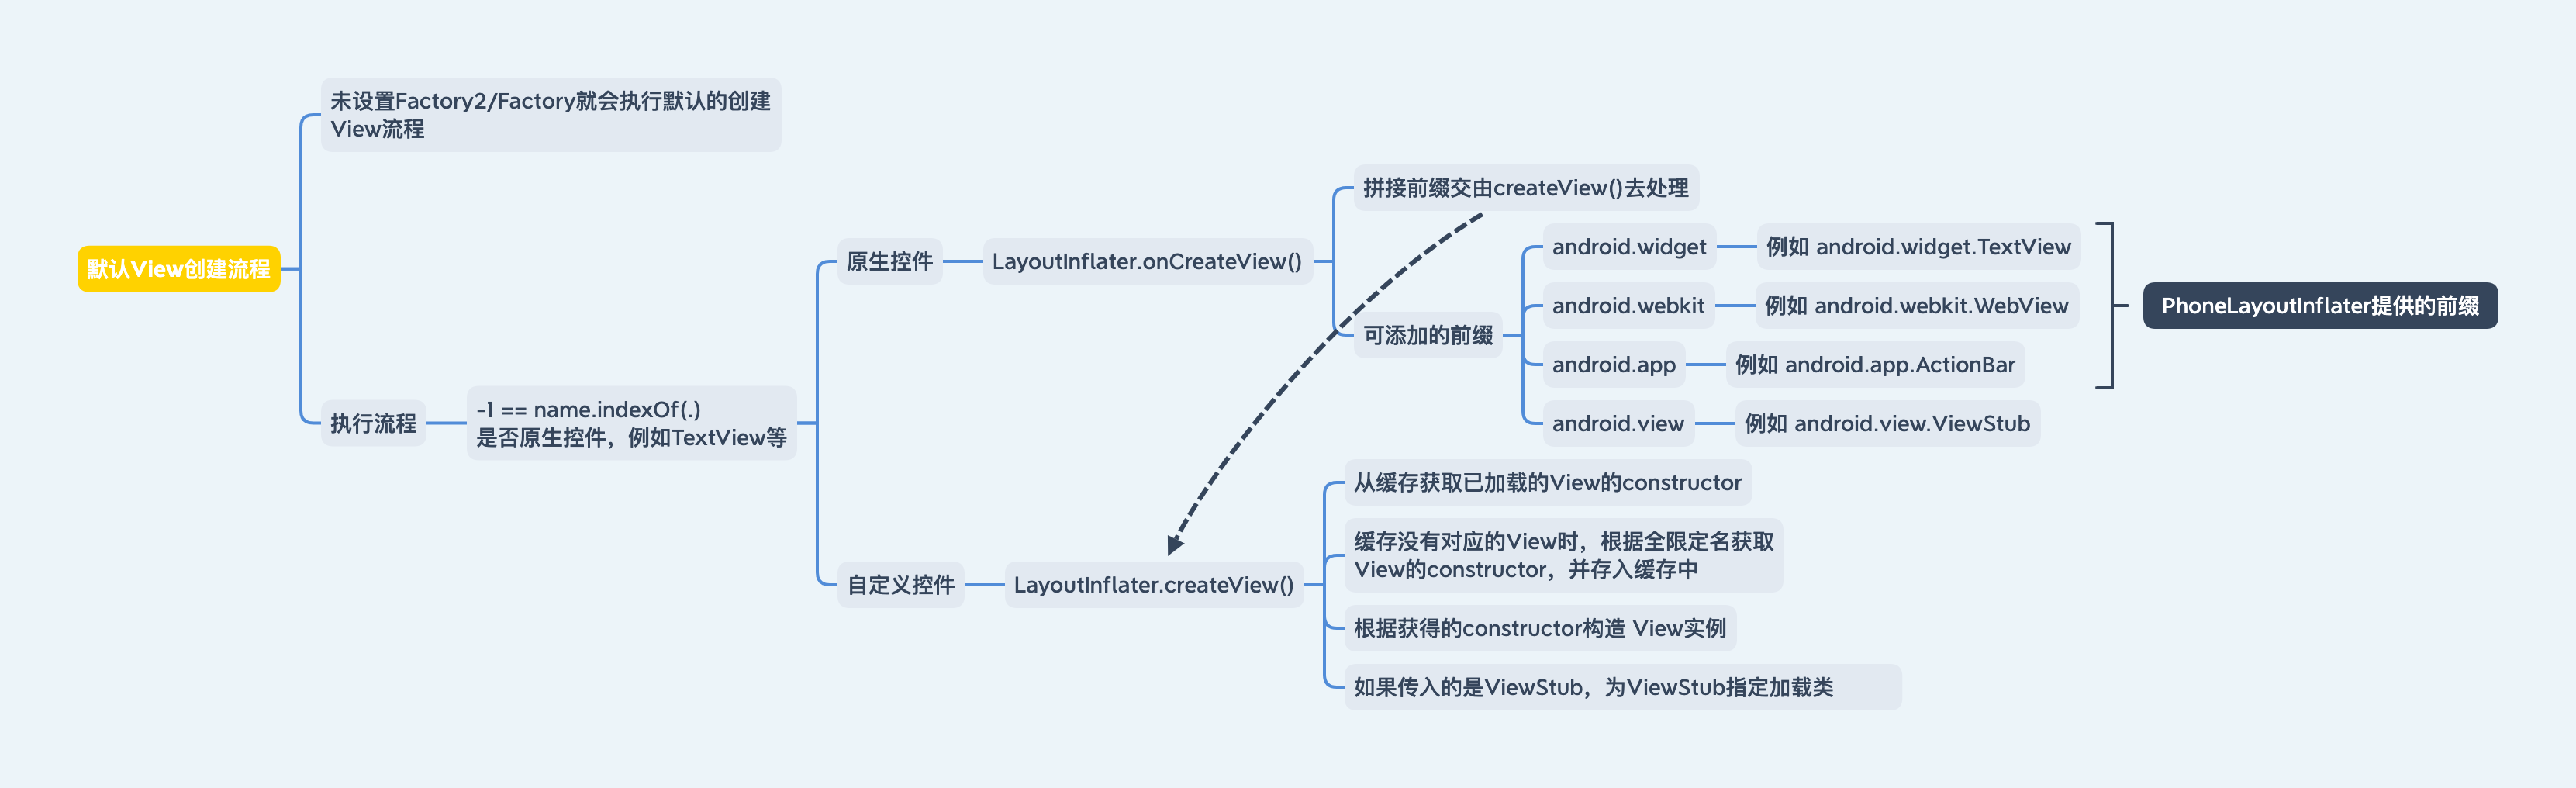 默认View创建流程
未设置Factory2/Factory就会执行默认的创建
View流程
执行流程
-1 == name.indexOf(.)
是否原生控件，例如TextView等
原生控件
LayoutInflater.onCreateView()
拼接前缀交由createView()去处理
可添加的前缀
android.widget
例如 android.widget.TextView
android.webkit
例如 android.webkit.WebView
android.app
例如 android.app.ActionBar
android.view
例如 android.view.ViewStub
PhoneLayoutInflater提供的前缀
自定义控件
LayoutInflater.createView()
从缓存获取已加载的View的constructor
缓存没有对应的View时，根据全限定名获取
View的constructor，并存入缓存中
根据获得的constructor构造 View实例
如果传入的是ViewStub，为ViewStub指定加载类